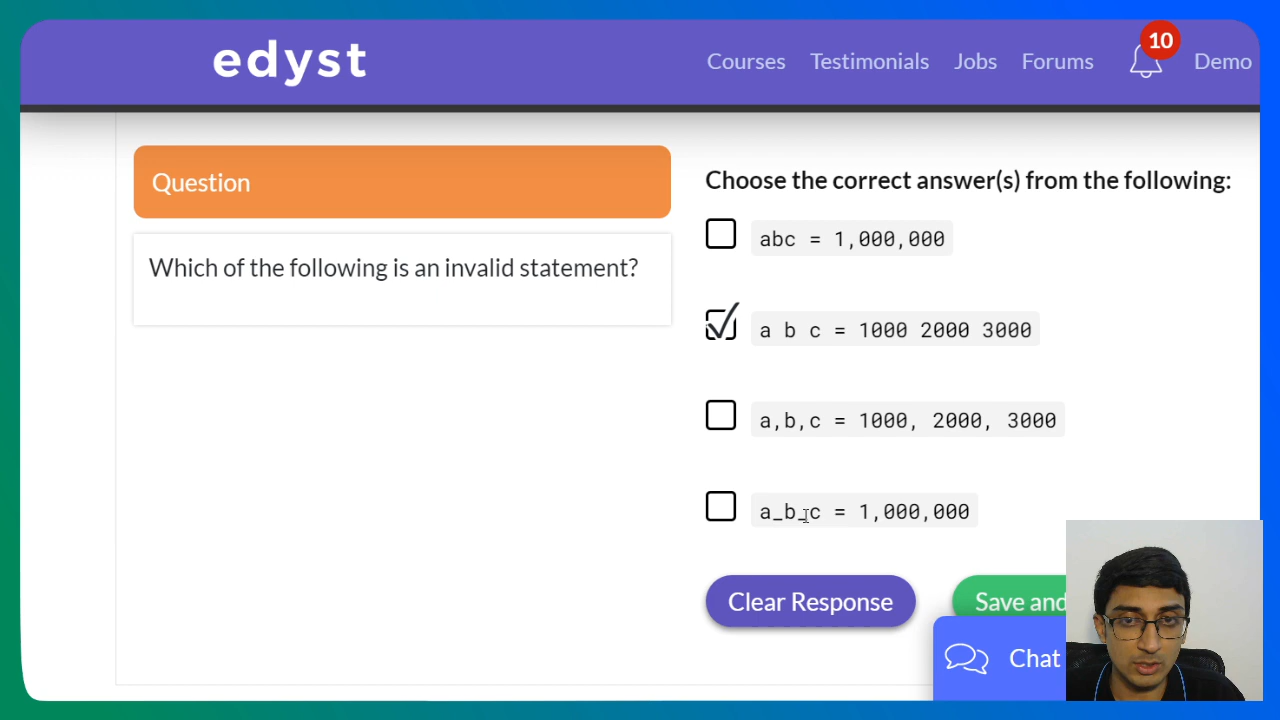 edyst
Courses Testimonials Jobs Forums 10 Demo
Question
Which of the following is an invalid statement?
Choose the correct answer(s) from the following:
abc = 1,000,000
a b c = 1000 2000 3000
a,b,c = 1000, 2000, 3000
a_b_c = 1,000,000
Clear Response
Save and
Chat